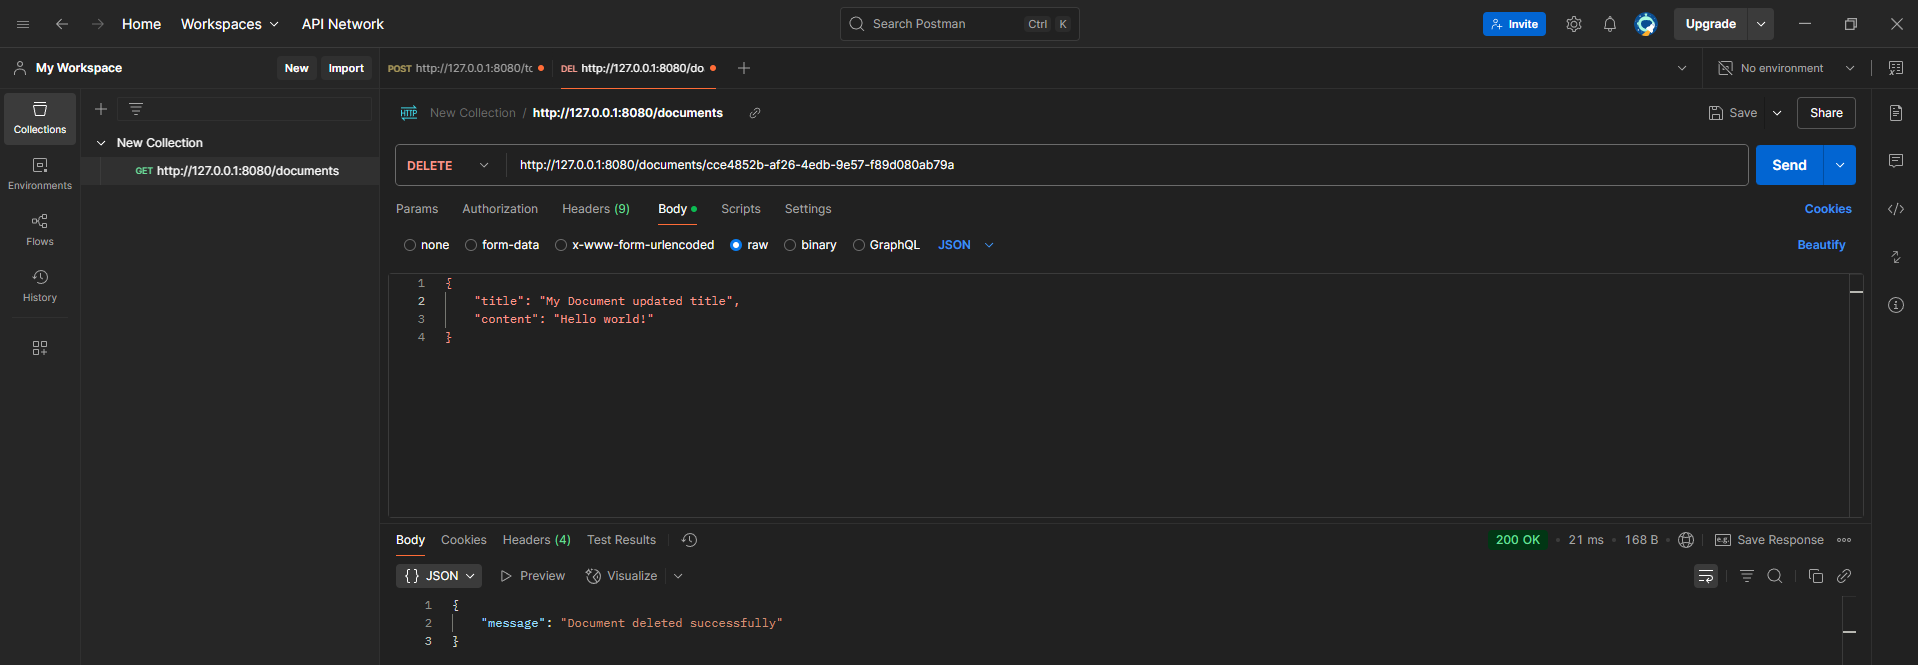 Home Workspaces API Network Search Postman Ctrl K Invite Upgrade
My Workspace New Import POST http://127.0.0.1:8080/tc DEL http://127.0.0.1:8080/do No environment
Collections
Environments
Flows
History
New Collection
GET http://127.0.0.1:8080/documents
HTTP New Collection / http://127.0.0.1:8080/documents Save Share
DELETE http://127.0.0.1:8080/documents/cce4852b-af26-4edb-9e57-f89d080ab79a Send
Params Authorization Headers (9) Body Scripts Settings Cookies
none form-data x-www-form-urlencoded raw binary GraphQL JSON Beautify
1 {
2 "title": "My Document updated title",
3 "content": "Hello world!"
4 }
Body Cookies Headers (4) Test Results 200 OK • 21 ms • 168 B • e.g. Save Response
{} JSON Preview Visualize
1 {
2 "message": "Document deleted successfully"
3 }